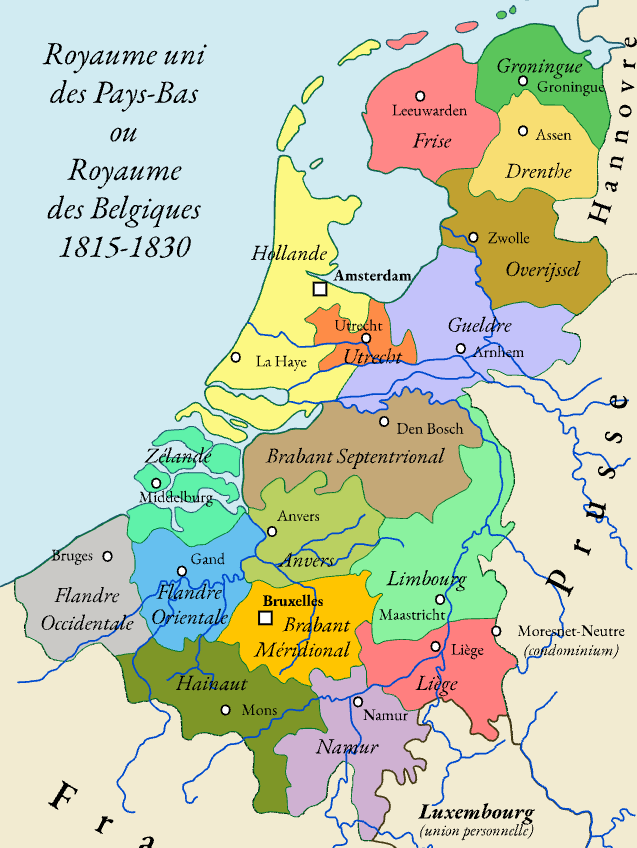 Royaume uni
des Pays-Bas
ou
Royaume
des Belgiques
1815-1830
Groningue
Groningue
Leeuwarden
Frise
Assen
Drenthe
Hannovre
Zwolle
Overijssel
Hollande
Amsterdam
Utrecht
Utrecht
La Haye
Gueldre
Arnhem
Den Bosch
Brabant Septentrional
Zélande
Middelburg
Prusse
Anvers
Anvers
Bruges
Gand
Flandre
Occidentale
Flandre
Orientale
Limbourg
Maastricht
Bruxelles
Brabant
Méridional
Moresnet-Neutre
(condominium)
Liège
Liège
Hainaut
Mons
Namur
Namur
Luxembourg
(union personnelle)
Fra